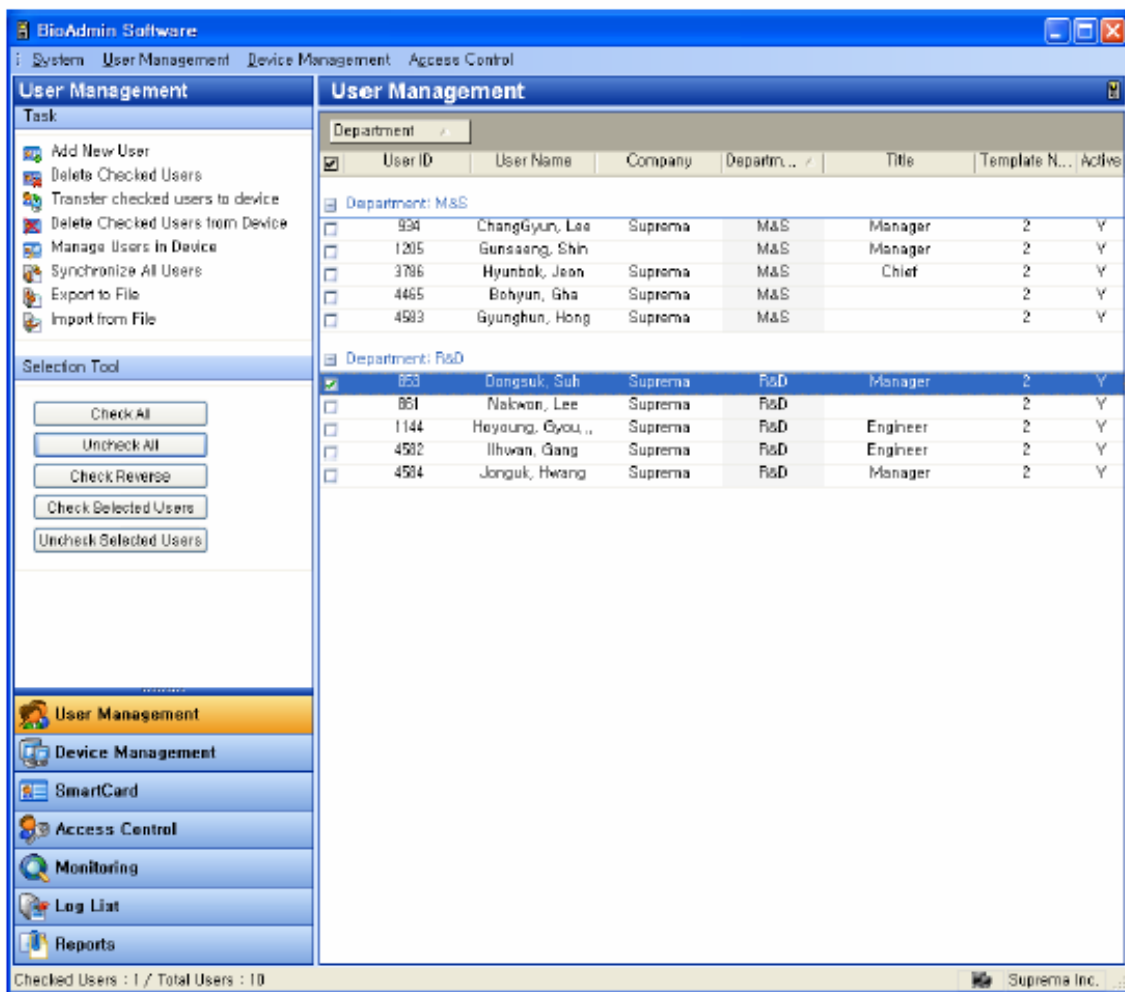 BioAdmin Software
System User Management Device Management Access Control
User Management
Task
Add New User
Delete Checked Users
Transfer checked users to device
Delete Checked Users from Device
Manage Users in Device
Synchronize All Users
Export to File
Import from File
Selection Tool
Check All
Uncheck All
Check Reverse
Check Selected Users
Uncheck Selected Users
User Management
Device Management
SmartCard
Access Control
Monitoring
Log List
Reports
User Management
Department
User ID User Name Company Departm... Title Template N... Active
Department: M&S
934 ChangGyun, Lee Suprema M&S Manager 2 Y
1205 Gunsaeng, Shin M&S Manager 2 Y
3786 Hyunbok, Jeon Suprema M&S Chief 2 Y
4465 Bohyun, Gha Suprema M&S 2 Y
4583 Gyunghun, Hong Suprema M&S 2 Y
Department: R&D
853 Dongsuk, Suh Suprema R&D Manager 2 Y
861 Nakwon, Lee Suprema R&D 2 Y
1144 Hoyoung, Gyou... Suprema R&D Engineer 2 Y
4582 Ilhwan, Gang Suprema R&D Engineer 2 Y
4584 Jonguk, Hwang Suprema R&D Manager 2 Y
Checked Users : 1 / Total Users : 10
Suprema Inc.